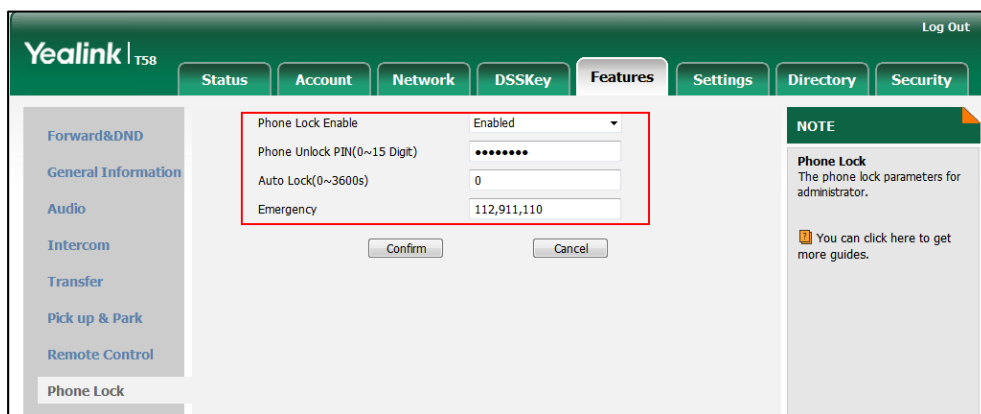 Log Out
Yealink T58
Status Account Network DSSKey Features Settings Directory Security
Forward&DND
General Information
Audio
Intercom
Transfer
Pick up & Park
Remote Control
Phone Lock
Phone Lock Enable Enabled
Phone Unlock PIN(0~15 Digit) ••••••••
Auto Lock(0~3600s) 0
Emergency 112,911,110
Confirm Cancel
NOTE
Phone Lock
The phone lock parameters for
administrator.
You can click here to get
more guides.